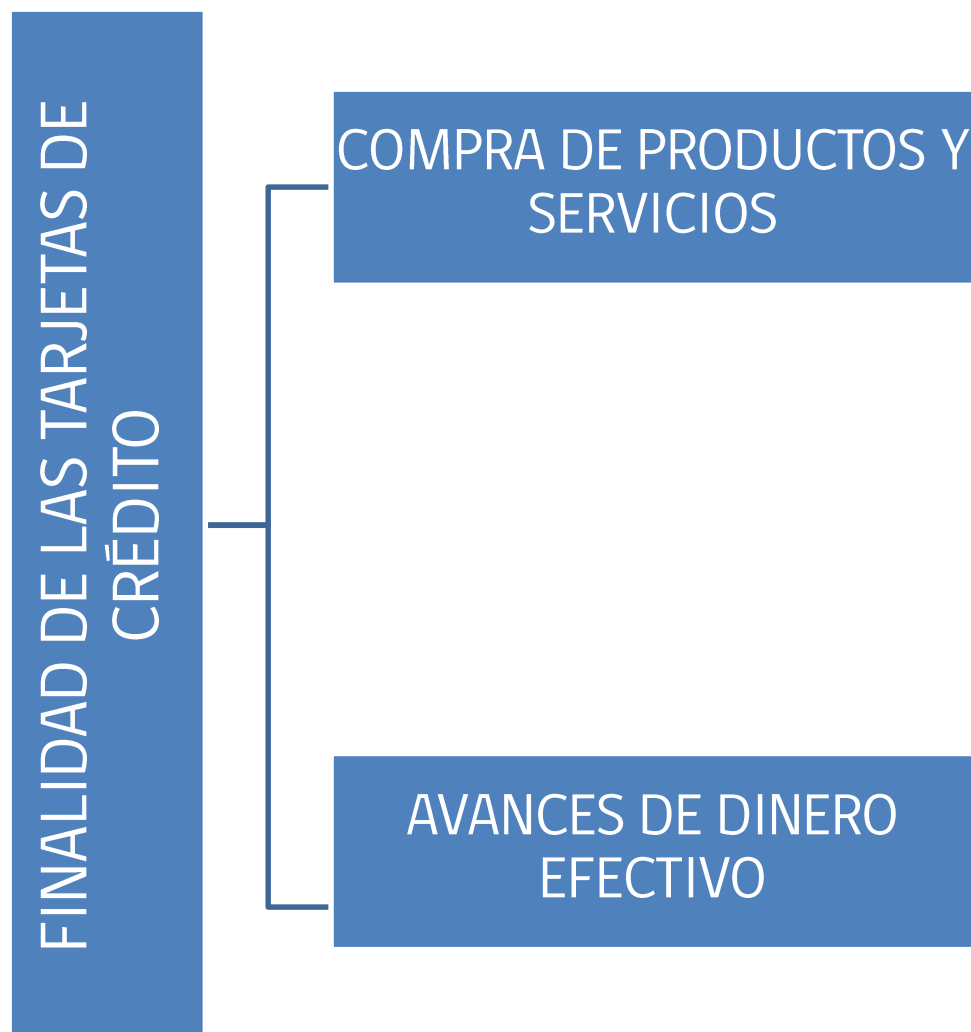 FINALIDAD DE LAS TARJETAS DE
CRÉDITO
COMPRA DE PRODUCTOS Y
SERVICIOS
AVANCES DE DINERO
EFECTIVO